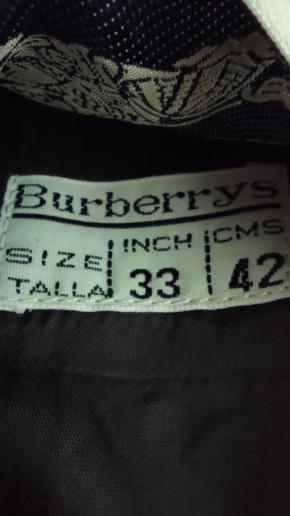 Burberrys
SIZE INCH CMS
TALLA 33 42